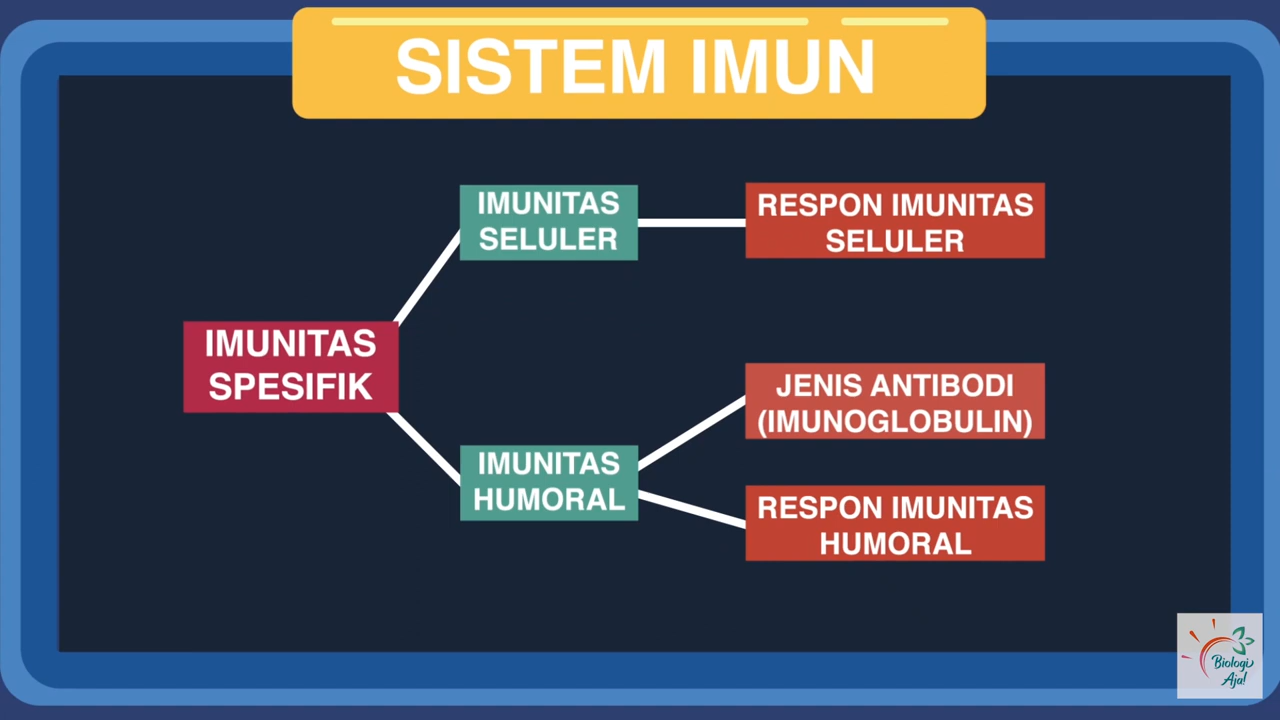 SISTEM IMUN
IMUNITAS
SELULER
RESPON IMUNITAS
SELULER
IMUNITAS
SPESIFIK
JENIS ANTIBODI
(IMUNOGLOBULIN)
IMUNITAS
HUMORAL
RESPON IMUNITAS
HUMORAL
Biologi
Aja!